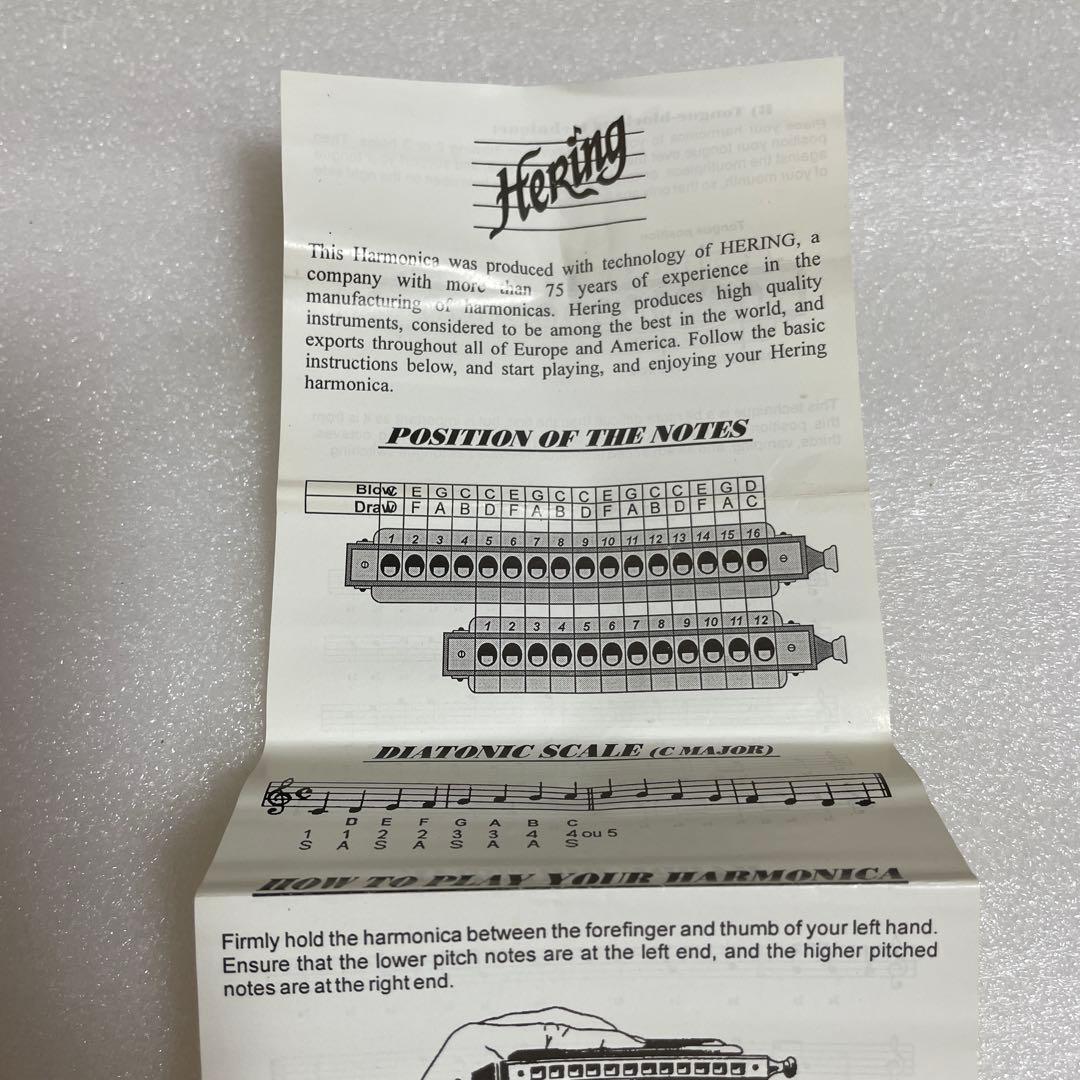 Hering
This Harmonica was produced with technology of HERING, a
company with more than 75 years of experience in the
manufacturing of harmonicas. Hering produces high quality
instruments, considered to be among the best in the world, and
exports throughout all of Europe and America. Follow the basic
instructions below, and start playing, and enjoying your Hering
harmonica.
POSITION OF THE NOTES
Blow C E G C C E G C C E G C C E G D
Draw D F A B D F A B D F A B D F A C
1 2 3 4 5 6 7 8 9 10 11 12 13 14 15 16
1 2 3 4 5 6 7 8 9 10 11 12
DIATONIC SCALE (C MAJOR)
D E F G A B C
1 1 2 2 3 3 4 4 ou 5
S A S A S A A S
HOW TO PLAY YOUR HARMONICA
Firmly hold the harmonica between the forefinger and thumb of your left hand.
Ensure that the lower pitch notes are at the left end, and the higher pitched
notes are at the right end.